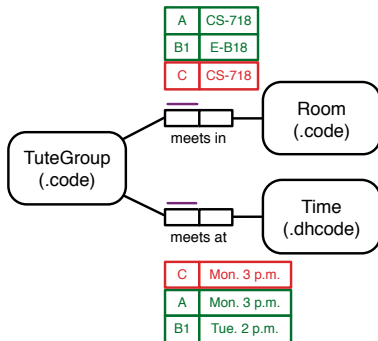 A CS-718
B1 E-B18
C CS-718
Room
(.code)
meets in
TuteGroup
(.code)
Time
(.dhcode)
meets at
C Mon. 3 p.m.
A Mon. 3 p.m.
B1 Tue. 2 p.m.